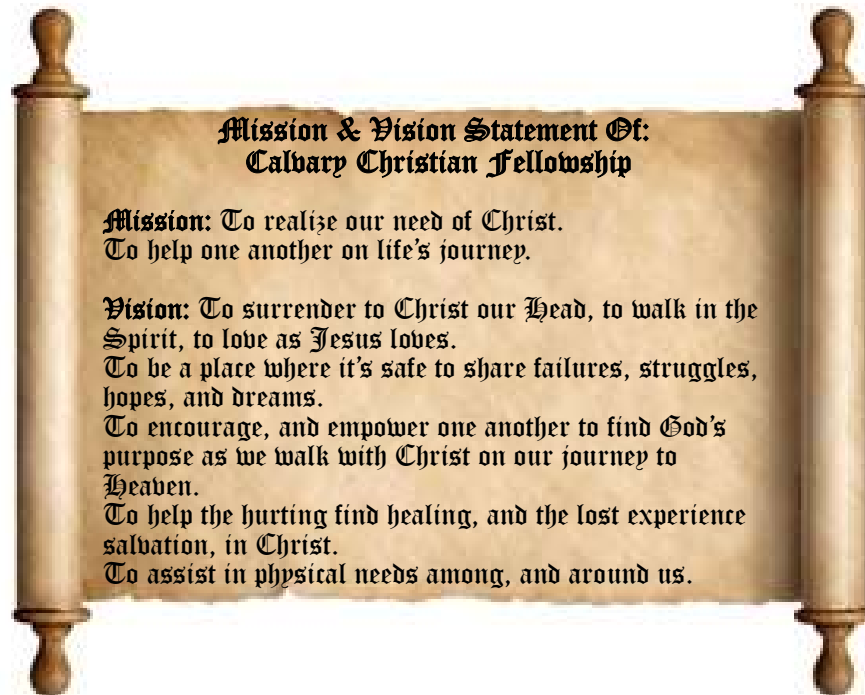 Mission & Vision Statement Of:
Calvary Christian Fellowship
Mission: To realize our need of Christ.
To help one another on life's journey.
Vision: To surrender to Christ our Head, to walk in the
Spirit, to love as Jesus loves.
To be a place where it's safe to share failures, struggles,
hopes, and dreams.
To encourage, and empower one another to find God's
purpose as we walk with Christ on our journey to
Heaven.
To help the hurting find healing, and the lost experience
salvation, in Christ.
To assist in physical needs among, and around us.